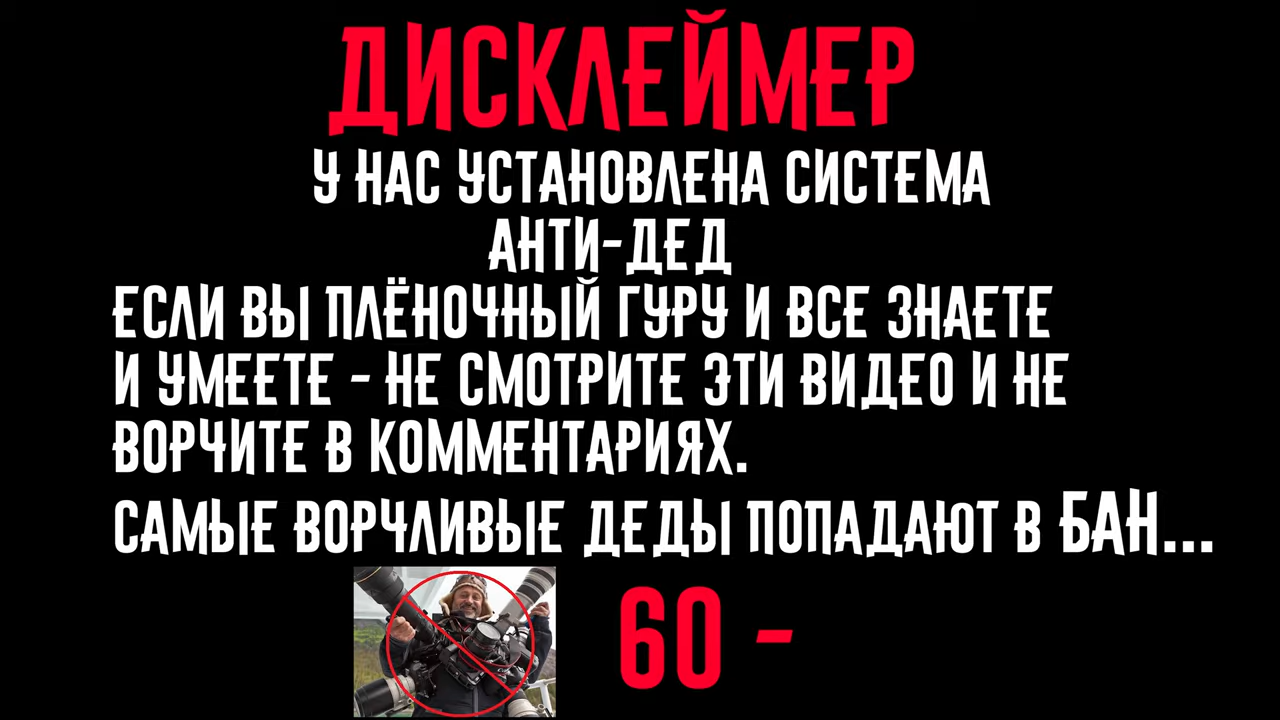 ДИСКЛЕЙМЕР
У НАС УСТАНОВЛЕНА СИСТЕМА
АНТИ-ДЕД
ЕСЛИ ВЫ ПЛЁНОЧНЫЙ ГУРУ И ВСЕ ЗНАЕТЕ
И УМЕЕТЕ - НЕ СМОТРИТЕ ЭТИ ВИДЕО И НЕ
ВОРЧИТЕ В КОММЕНТАРИЯХ.
САМЫЕ ВОРЧЛИВЫЕ ДЕДЫ ПОПАДАЮТ В БАН...
60 -